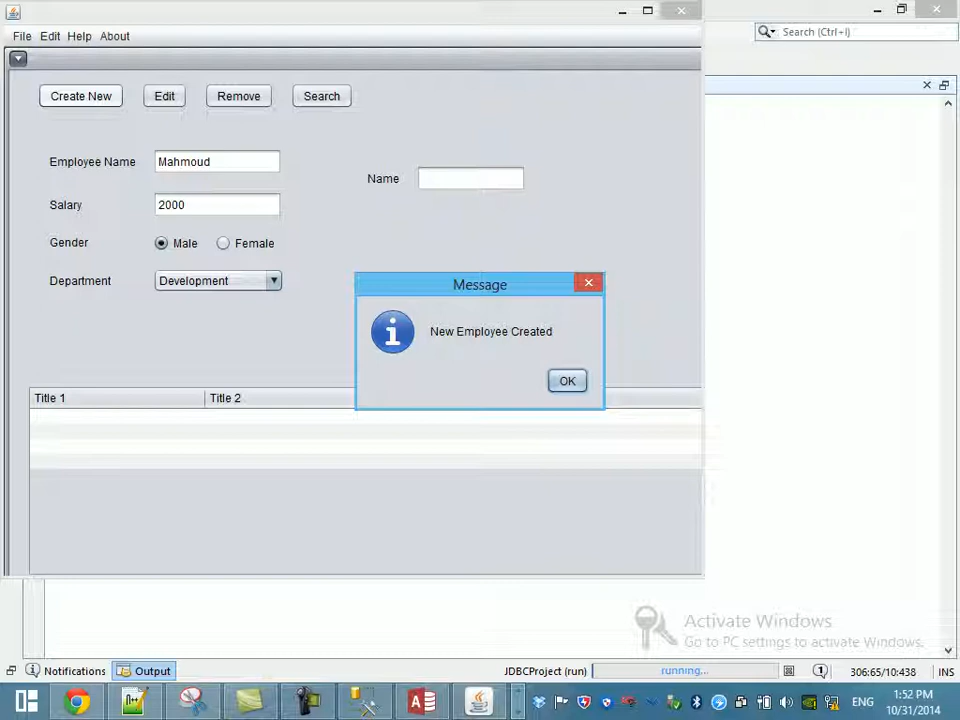 Search (Ctrl+I)
File Edit Help About
Create New Edit Remove Search
Employee Name Mahmoud
Name
Salary 2000
Gender Male Female
Department Development
Message
New Employee Created
OK
Title 1 Title 2
Activate Windows
Go to PC settings to activate Windows.
Notifications Output JDBCProject (run) running... 1 306:65/10:438 INS
ENG 1:52 PM
10/31/2014